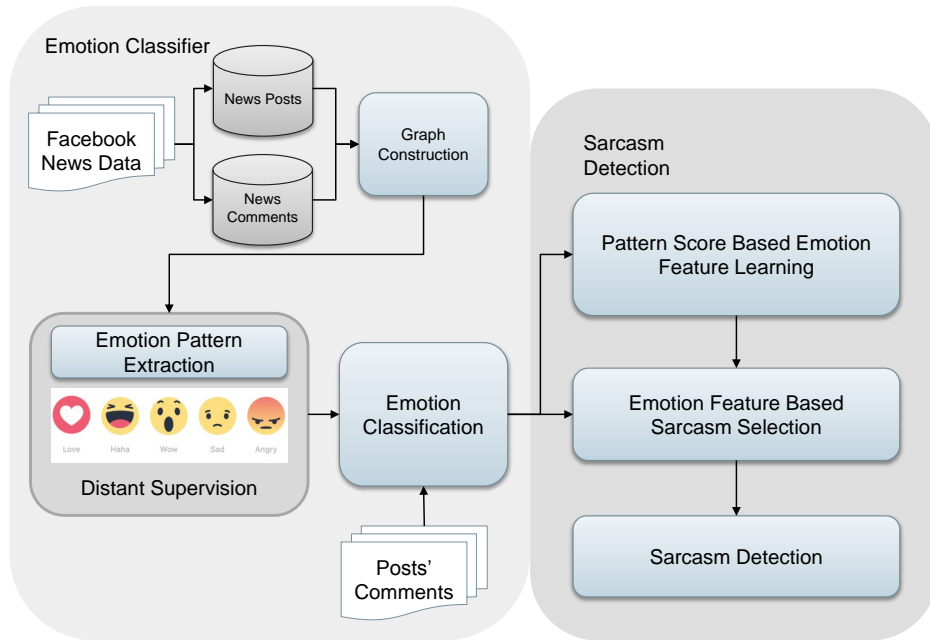 Emotion Classifier
Facebook
News Data
News Posts
News
Comments
Graph
Construction
Emotion Pattern
Extraction
Love
Haha
Wow
Sad
Angry
Distant Supervision
Emotion
Classification
Posts’
Comments
Sarcasm
Detection
Pattern Score Based Emotion
Feature Learning
Emotion Feature Based
Sarcasm Selection
Sarcasm Detection